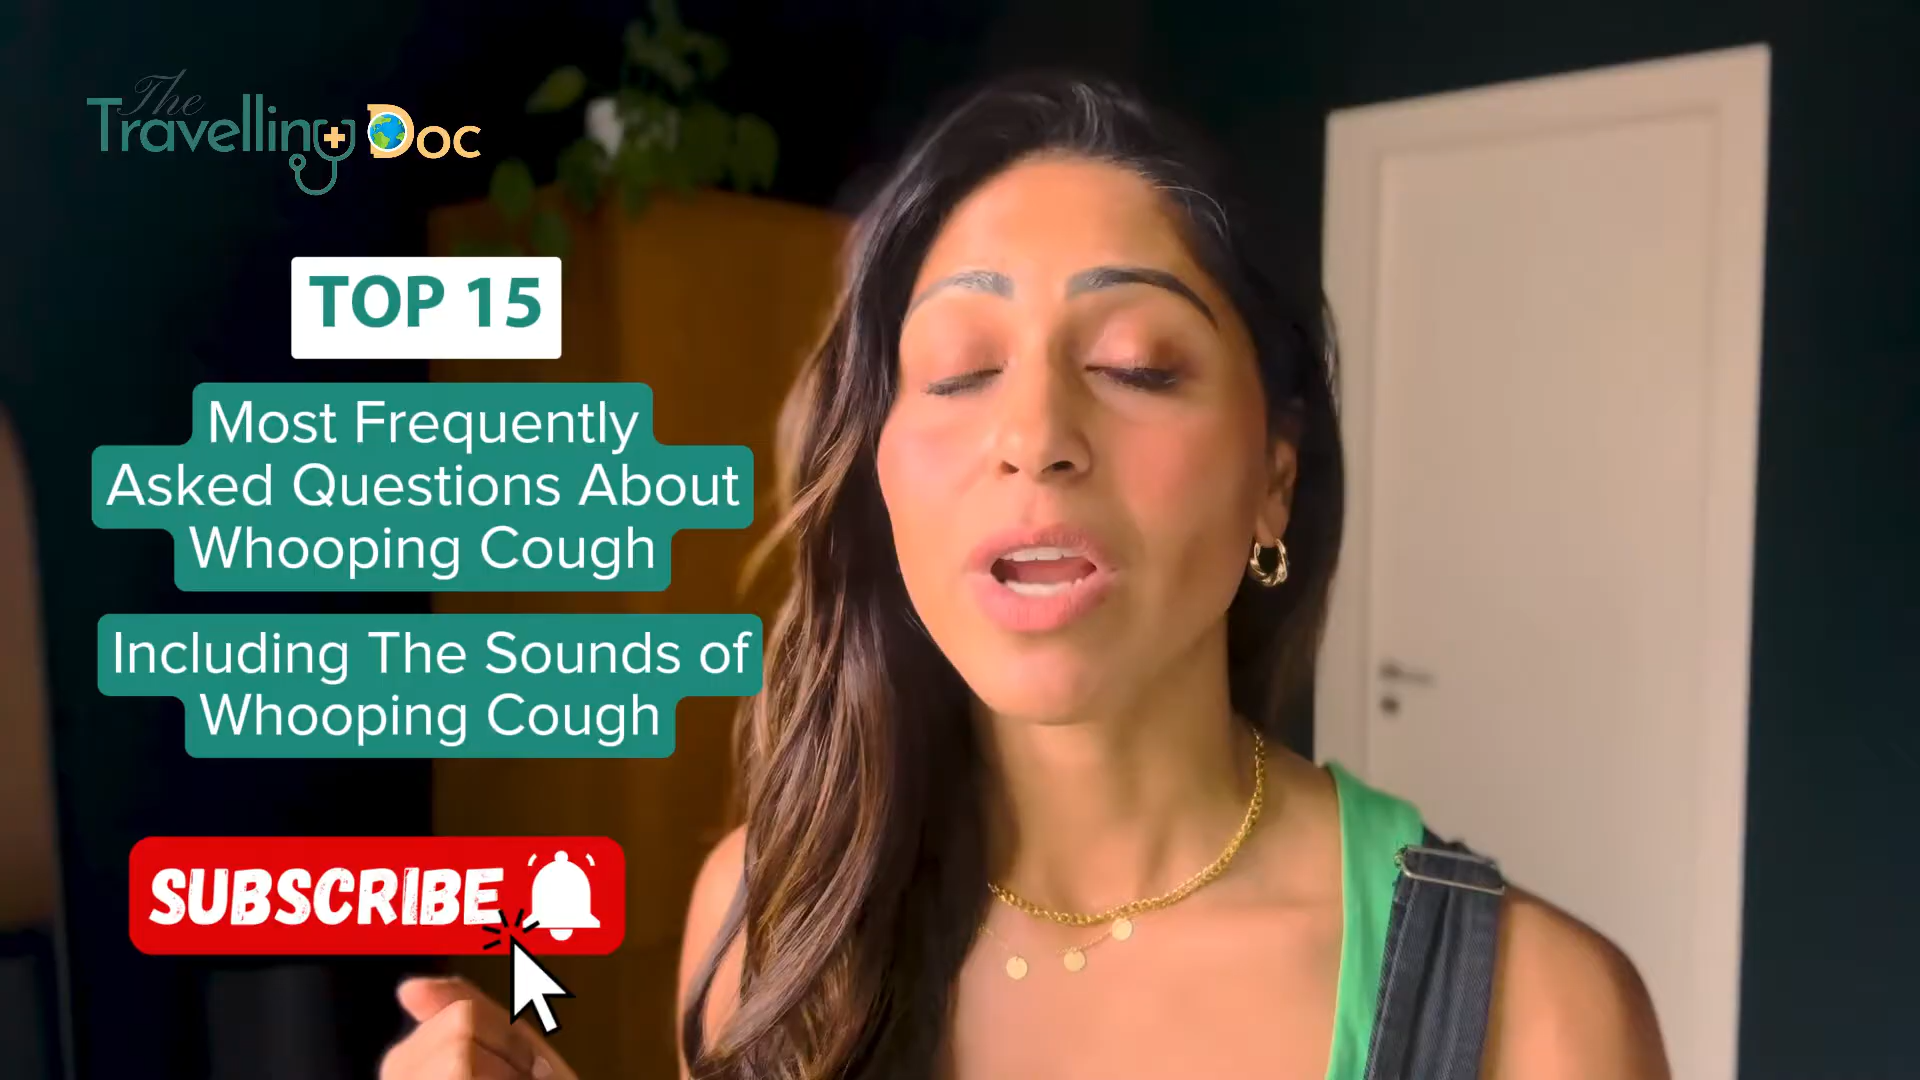 The
Travelling Doc
TOP 15
Most Frequently
Asked Questions About
Whooping Cough
Including The Sounds of
Whooping Cough
SUBSCRIBE